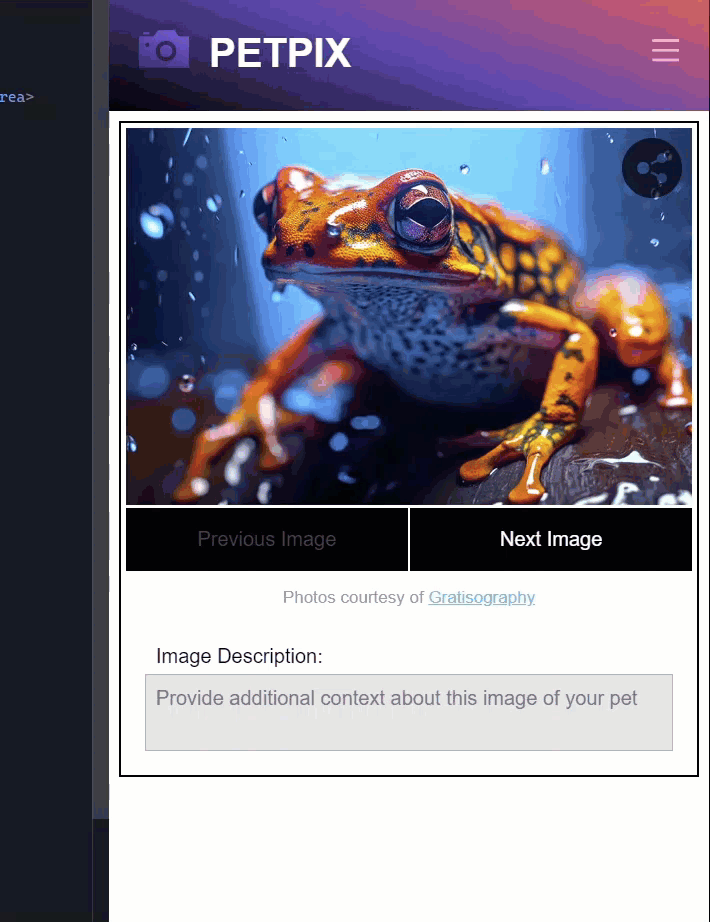 rea>
PETPIX
Previous Image
Next Image
Photos courtesy of Gratisography
Image Description:
Provide additional context about this image of your pet